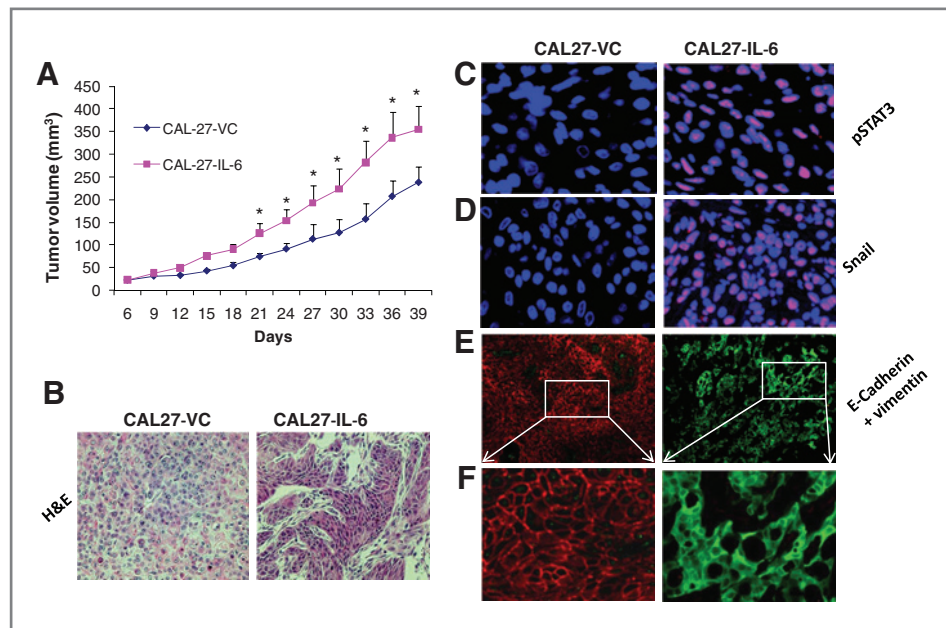 A
Tumor volume (mm³)
450
400
350
300
250
200
150
100
50
0
CAL-27-VC
CAL-27-IL-6
* * * * * * *
6 9 12 15 18 21 24 27 30 33 36 39
Days
B
CAL27-VC CAL27-IL-6
H&E
CAL27-VC CAL27-IL-6
C
pSTAT3
D
Snail
E
E-Cadherin
+ vimentin
F